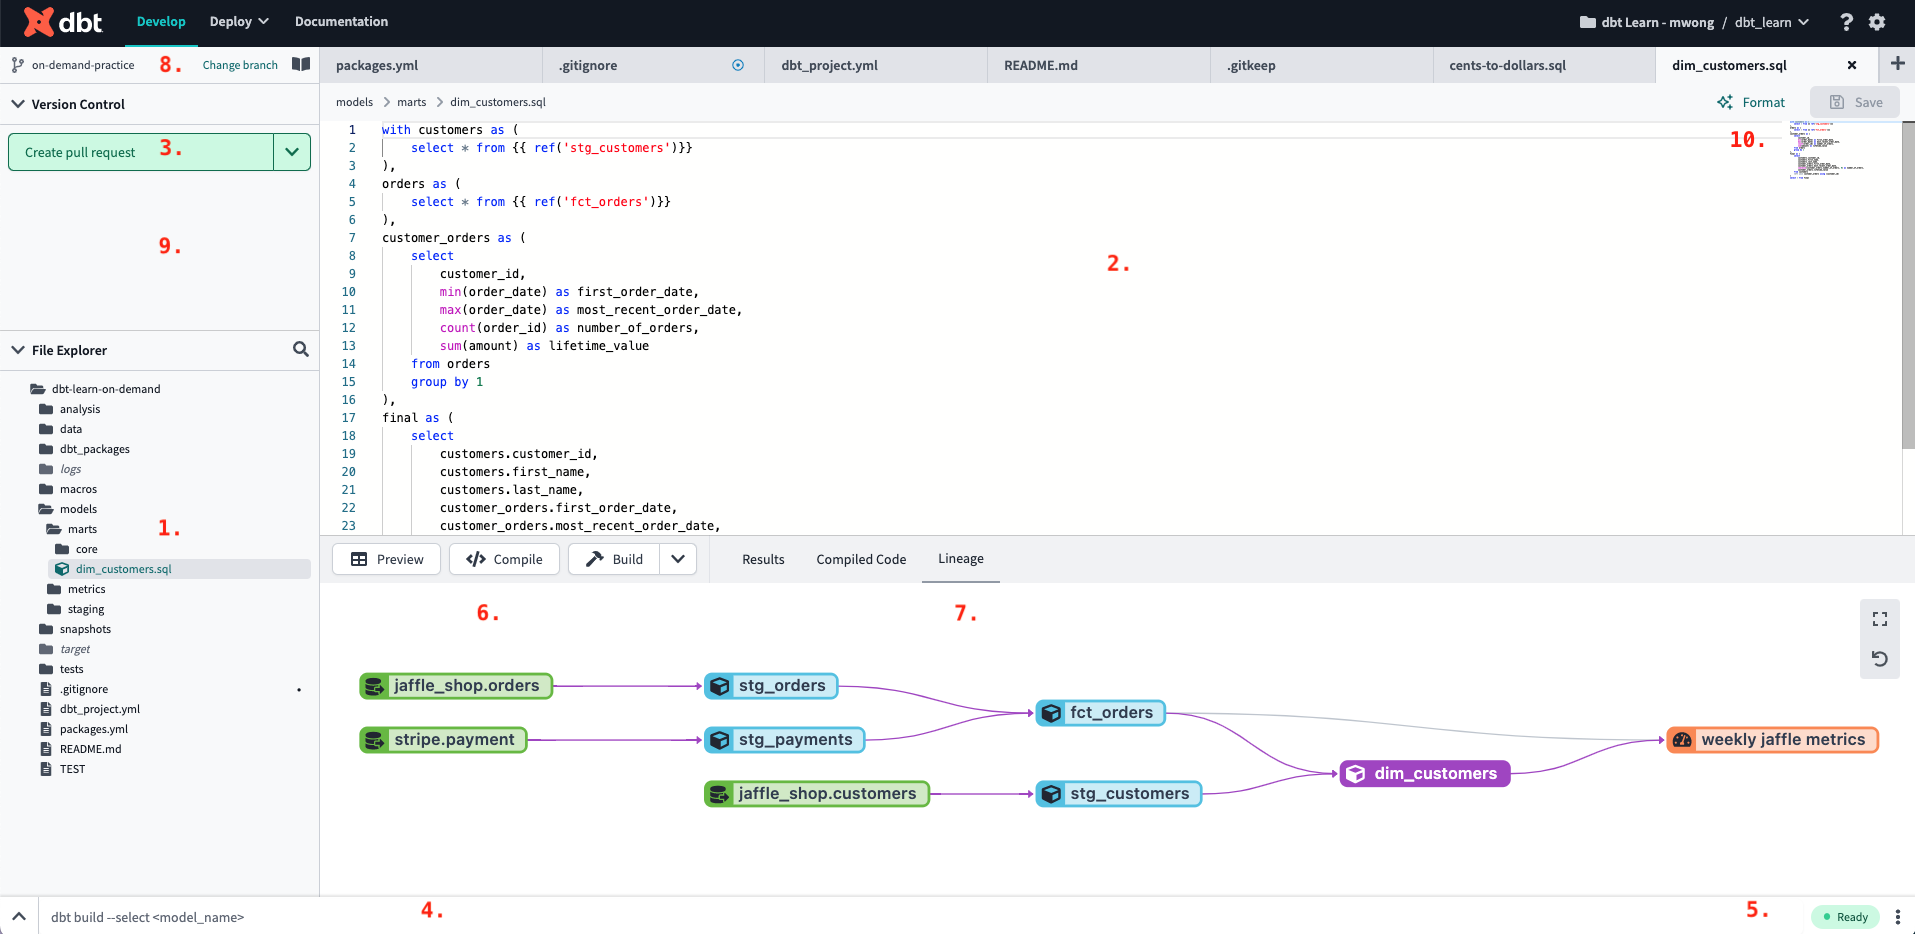 dbt Develop Deploy Documentation dbt Learn - mwong / dbt_learn ?
on-demand-practice 8. Change branch
packages.yml .gitignore dbt_project.yml README.md .gitkeep cents-to-dollars.sql dim_customers.sql
Version Control
models marts dim_customers.sql Format Save
Create pull request 3.
9.
File Explorer
dbt-learn-on-demand
analysis
data
dbt_packages
logs
macros
models
marts
1.
core
dim_customers.sql
metrics
staging
snapshots
target
tests
.gitignore
dbt_project.yml
packages.yml
README.md
TEST
10.
2.
1 with customers as (
2 select * from {{ ref('stg_customers')}}
3 ),
4 orders as (
5 select * from {{ ref('fct_orders')}}
6 ),
7 customer_orders as (
8 select
9 customer_id,
10 min(order_date) as first_order_date,
11 max(order_date) as most_recent_order_date,
12 count(order_id) as number_of_orders,
13 sum(amount) as lifetime_value
14 from orders
15 group by 1
16 ),
17 final as (
18 select
19 customers.customer_id,
20 customers.first_name,
21 customers.last_name,
22 customer_orders.first_order_date,
23 customer_orders.most_recent_order_date,
Preview Compile Build Results Compiled Code Lineage
6. 7.
jaffle_shop.orders stg_orders
fct_orders
stripe.payment stg_payments weekly jaffle metrics
dim_customers
jaffle_shop.customers stg_customers
dbt build --select <model_name> 4. 5. Ready